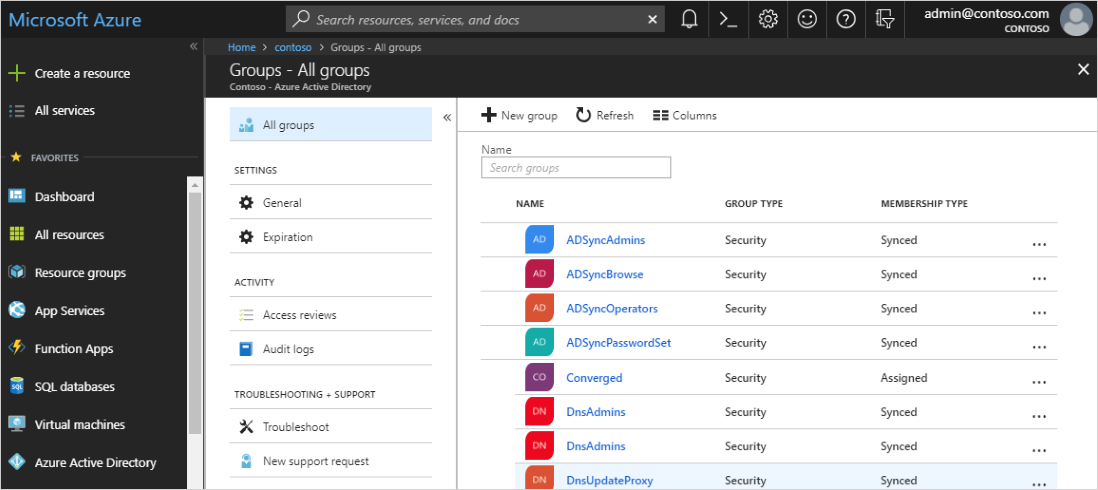 Microsoft Azure
Search resources, services, and docs
admin@contoso.com
CONTOSO
Create a resource
All services
FAVORITES
Dashboard
All resources
Resource groups
App Services
Function Apps
SQL databases
Virtual machines
Azure Active Directory
Home > contoso > Groups - All groups
Groups - All groups
Contoso - Azure Active Directory
All groups
SETTINGS
General
Expiration
ACTIVITY
Access reviews
Audit logs
TROUBLESHOOTING + SUPPORT
Troubleshoot
New support request
New group Refresh Columns
Name
Search groups
NAME GROUP TYPE MEMBERSHIP TYPE
AD ADSyncAdmins Security Synced ...
AD ADSyncBrowse Security Synced ...
AD ADSyncOperators Security Synced ...
AD ADSyncPasswordSet Security Synced ...
CO Converged Security Assigned ...
DN DnsAdmins Security Synced ...
DN DnsAdmins Security Synced ...
DN DnsUpdateProxy Security Synced ...